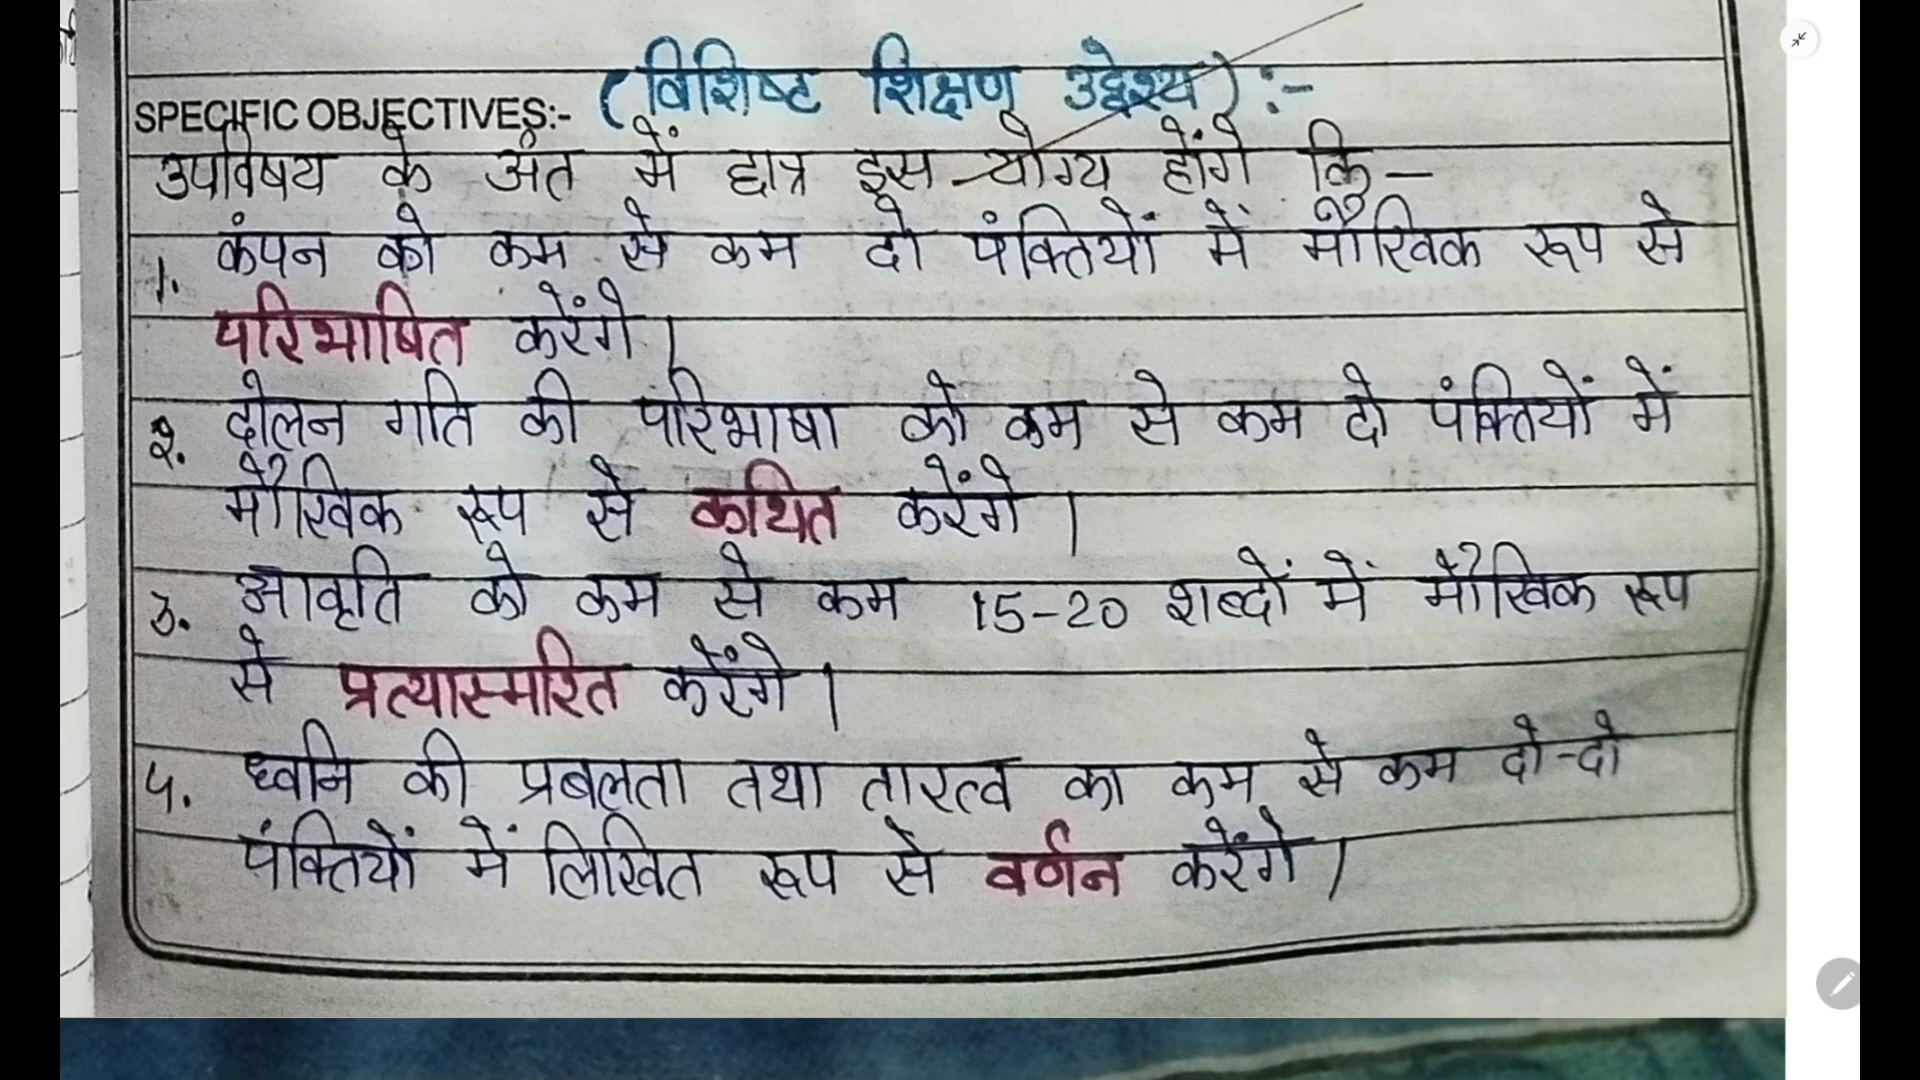 SPECIFIC OBJECTIVES:- (विशिष्ट शिक्षण उद्देश्य) :-
उपविषय के अंत में छात्र इस योग्य होंगे कि –
1. कंपन को कम से कम दो पंक्तियों में मौखिक रूप से
परिभाषित करेंगे।
2. दोलन गति की परिभाषा को कम से कम दो पंक्तियों में
मौखिक रूप से कथित करेंगे।
3. आवृति को कम से कम 15-20 शब्दों में मौखिक रूप
से प्रत्यास्मरित करेंगे।
4. ध्वनि की प्रबलता तथा तारत्व का कम से कम दो-दो
पंक्तियों में लिखित रूप से वर्णन करेंगे।